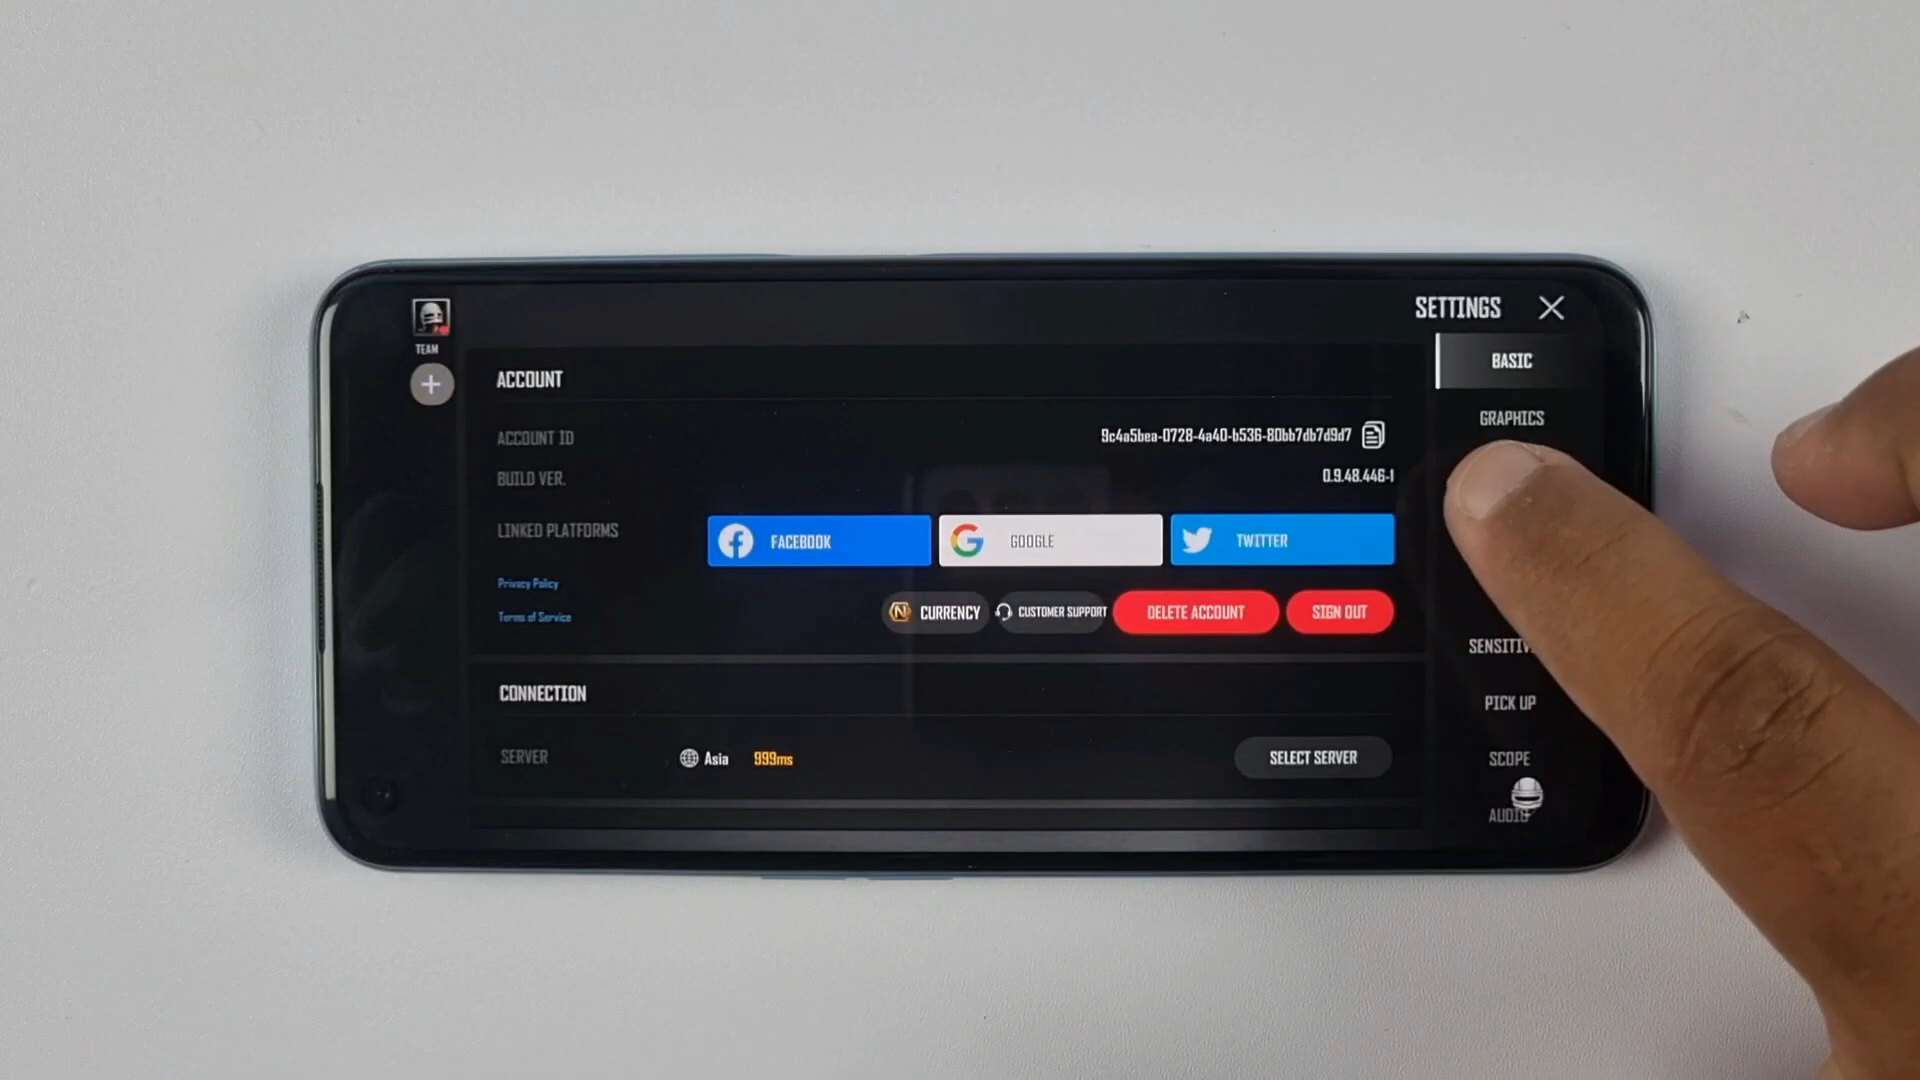 SETTINGS
TEAM
BASIC
ACCOUNT
GRAPHICS
ACCOUNT ID 9c4a5bea-0728-4a40-b536-80bb7db7d9d7
BUILD VER. 0.9.48.446-1
LINKED PLATFORMS FACEBOOK GOOGLE TWITTER
Privacy Policy
Terms of Service
CURRENCY CUSTOMER SUPPORT DELETE ACCOUNT SIGN OUT
SENSITIV
CONNECTION
PICK UP
SERVER Asia 999ms SELECT SERVER
SCOPE
AUDIO